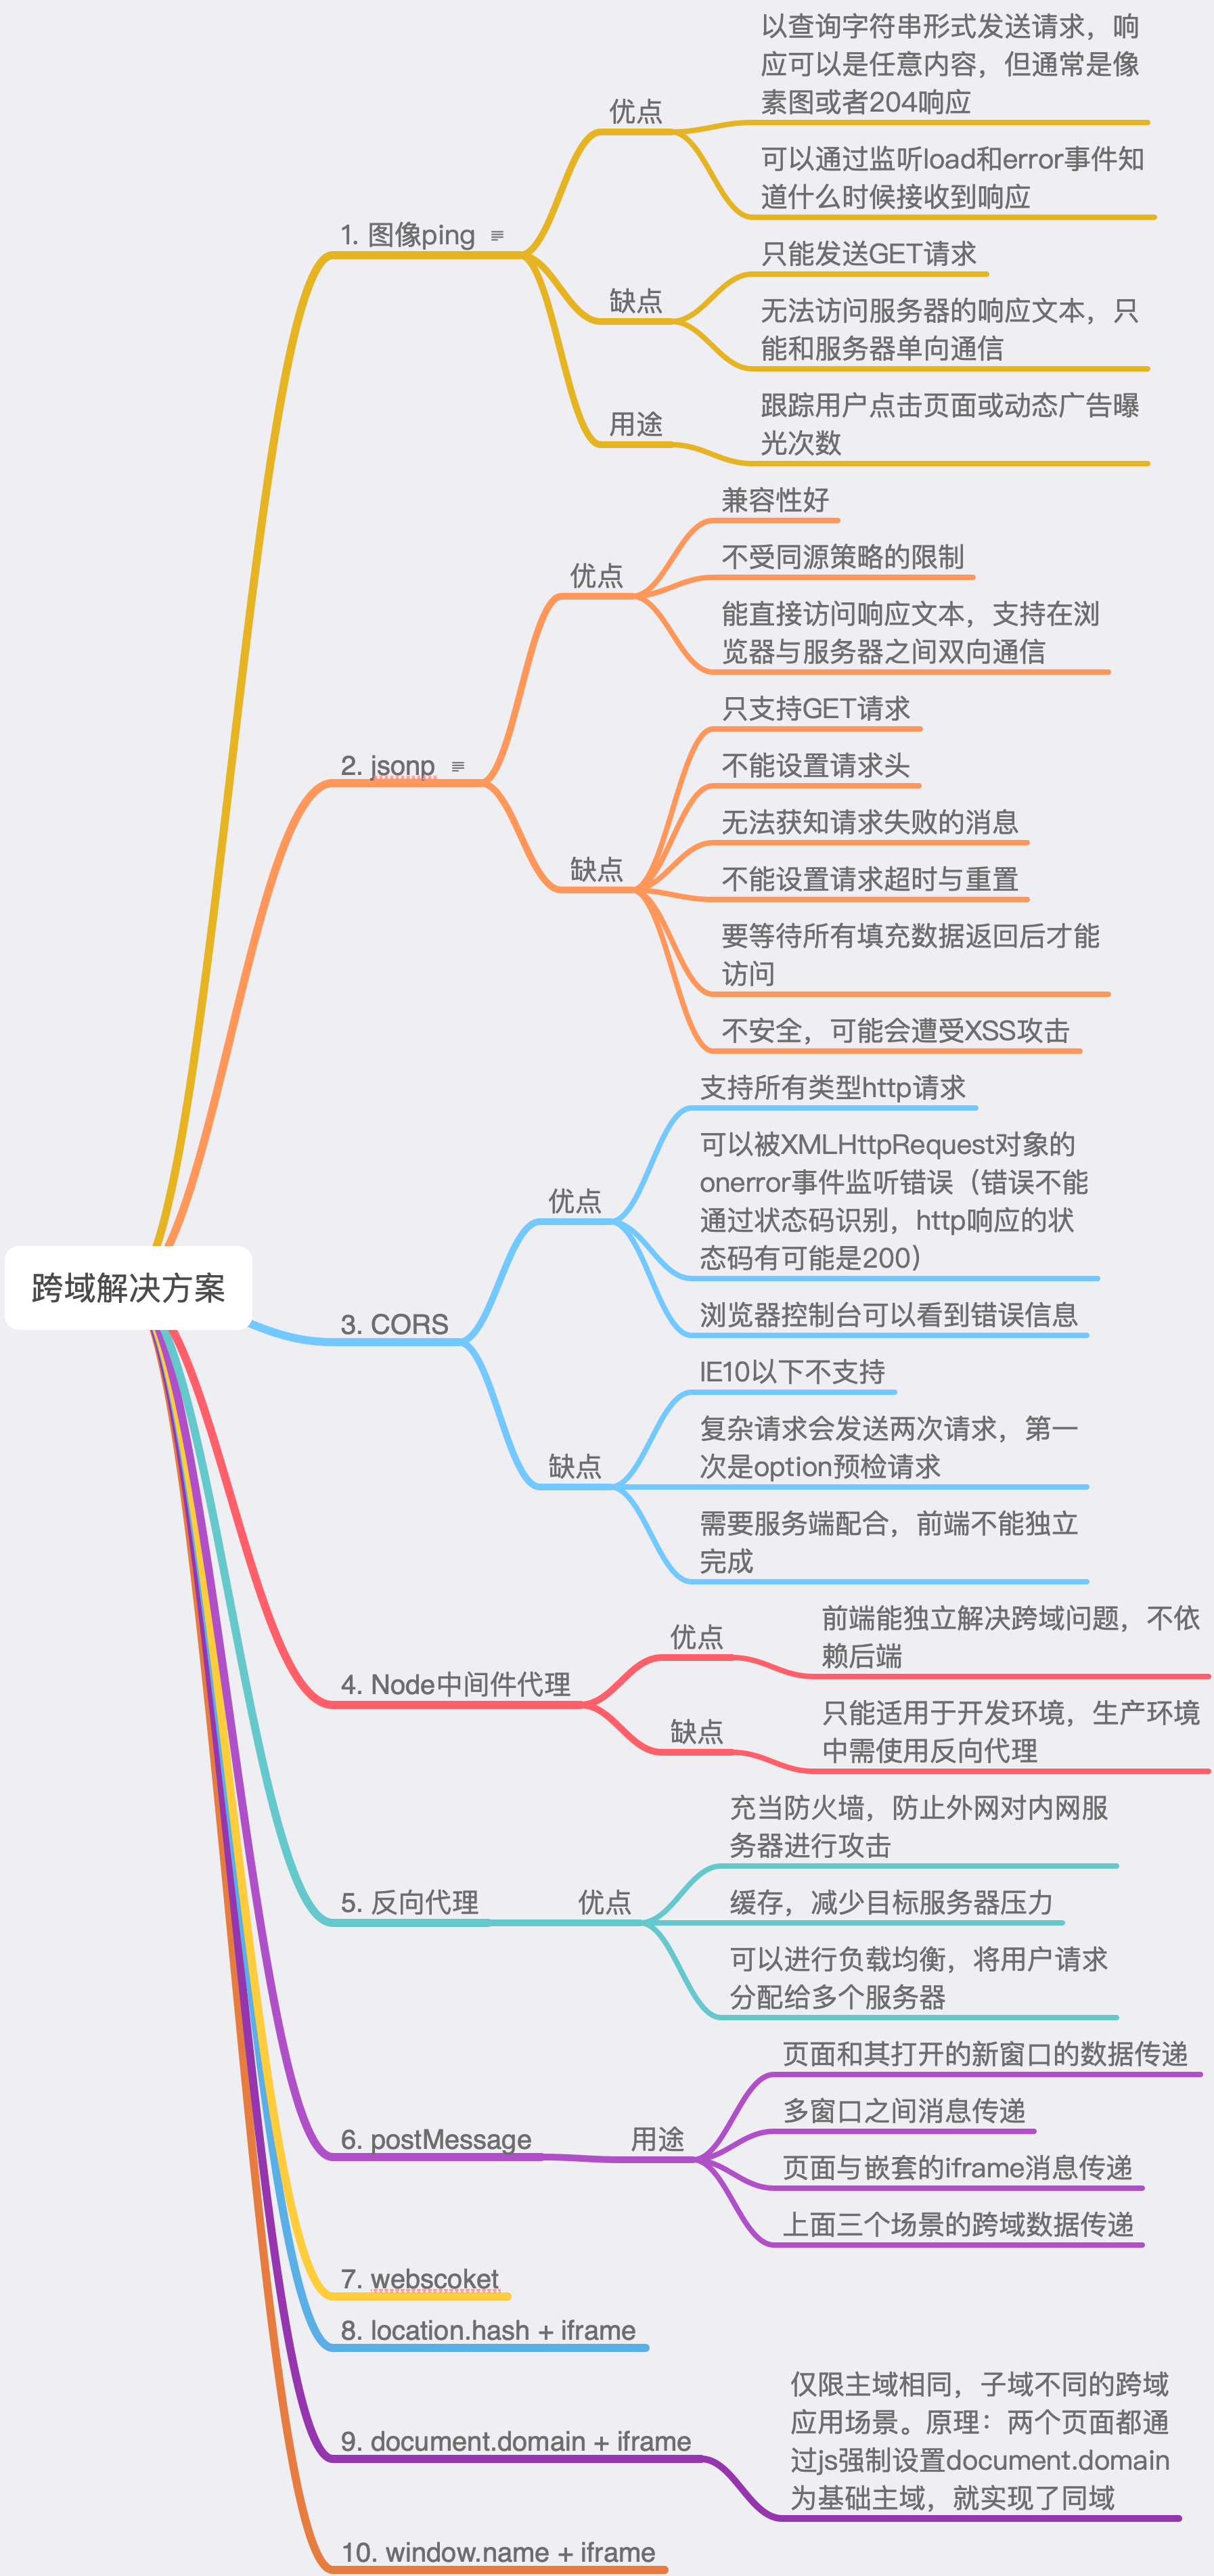 跨域解决方案
1. 图像ping
优点
以查询字符串形式发送请求，响
应可以是任意内容，但通常是像
素图或者204响应
可以通过监听load和error事件知
道什么时候接收到响应
缺点
只能发送GET请求
无法访问服务器的响应文本，只
能和服务器单向通信
用途
跟踪用户点击页面或动态广告曝
光次数
2. jsonp
优点
兼容性好
不受同源策略的限制
能直接访问响应文本，支持在浏
览器与服务器之间双向通信
缺点
只支持GET请求
不能设置请求头
无法获知请求失败的消息
不能设置请求超时与重置
要等待所有填充数据返回后才能
访问
不安全，可能会遭受XSS攻击
3. CORS
优点
支持所有类型http请求
可以被XMLHttpRequest对象的
onerror事件监听错误（错误不能
通过状态码识别，http响应的状
态码有可能是200）
浏览器控制台可以看到错误信息
缺点
IE10以下不支持
复杂请求会发送两次请求，第一
次是option预检请求
需要服务端配合，前端不能独立
完成
4. Node中间件代理
优点
前端能独立解决跨域问题，不依
赖后端
缺点
只能适用于开发环境，生产环境
中需使用反向代理
5. 反向代理
优点
充当防火墙，防止外网对内网服
务器进行攻击
缓存，减少目标服务器压力
可以进行负载均衡，将用户请求
分配给多个服务器
6. postMessage
用途
页面和其打开的新窗口的数据传递
多窗口之间消息传递
页面与嵌套的iframe消息传递
上面三个场景的跨域数据传递
7. webscoket
8. location.hash + iframe
9. document.domain + iframe
仅限主域相同，子域不同的跨域
应用场景。原理：两个页面都通
过js强制设置document.domain
为基础主域，就实现了同域
10. window.name + iframe